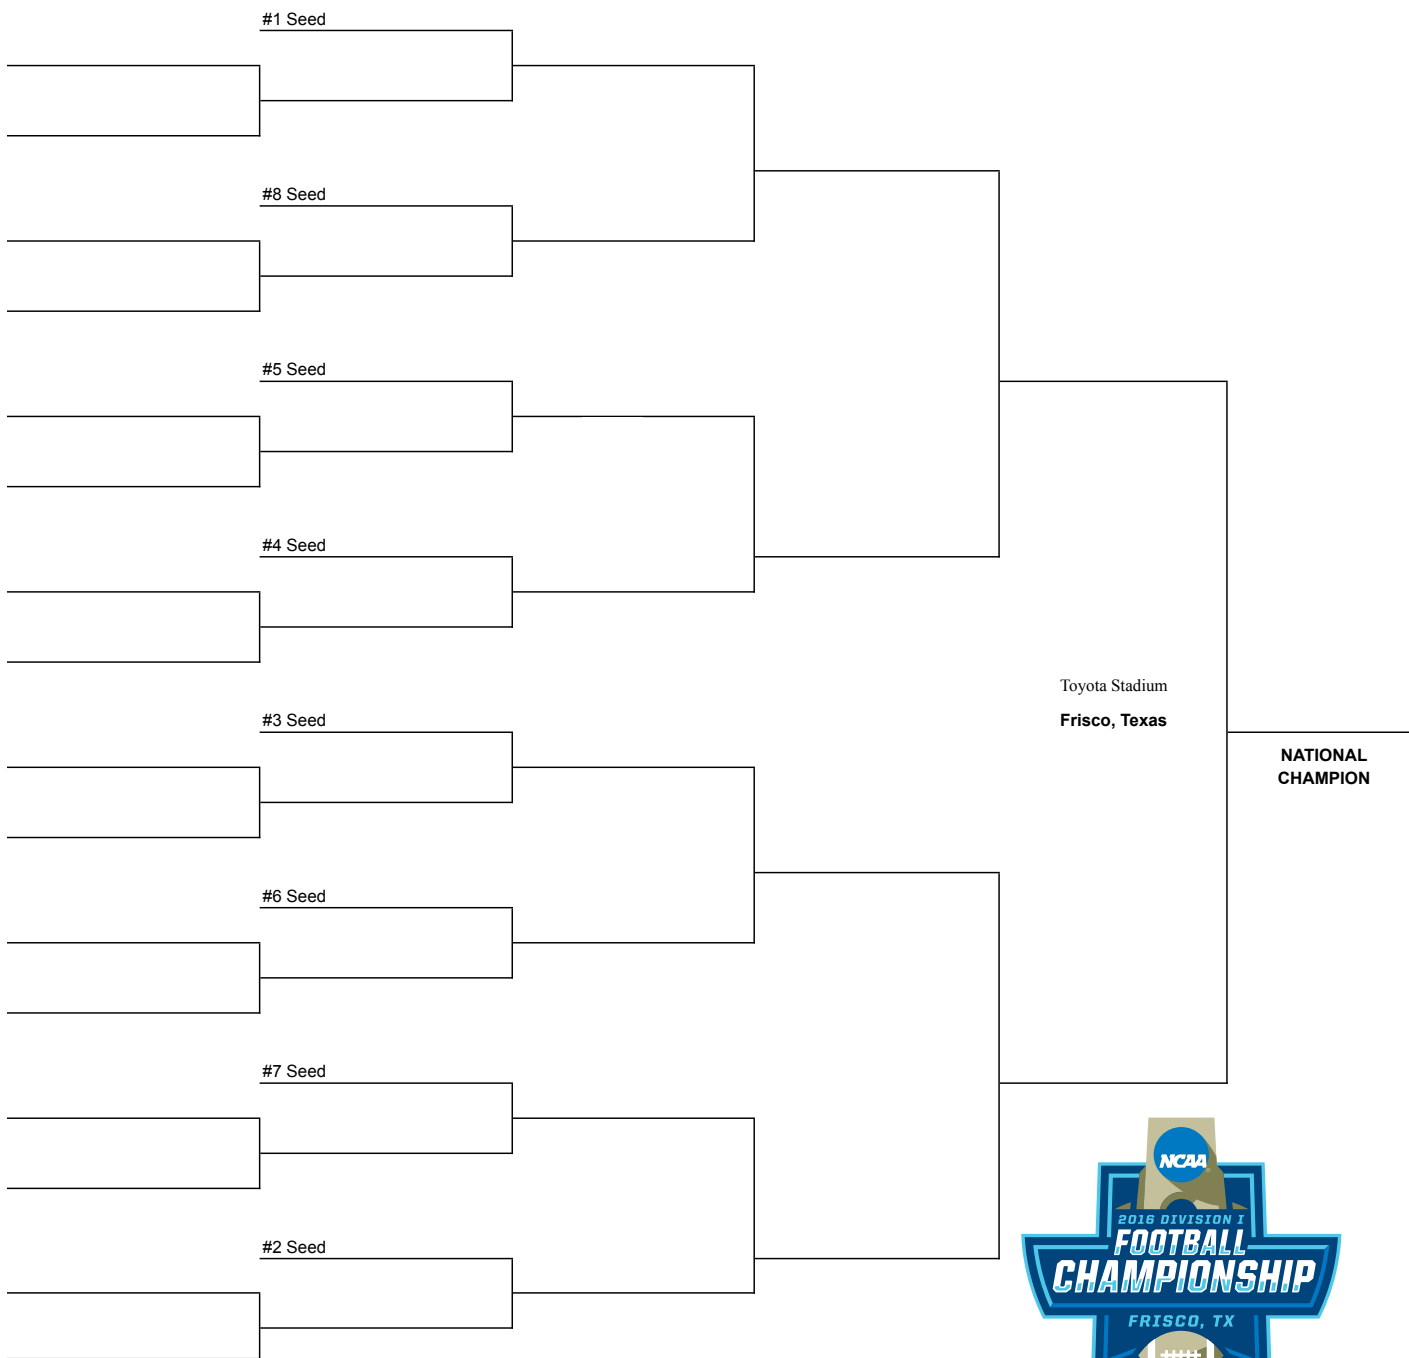 #1 Seed
#8 Seed
#5 Seed
#4 Seed
Toyota Stadium
#3 Seed
Frisco, Texas
NATIONAL
CHAMPION
#6 Seed
#7 Seed
#2 Seed
NCAA
2016 DIVISION I
FOOTBALL
CHAMPIONSHIP
FRISCO, TX